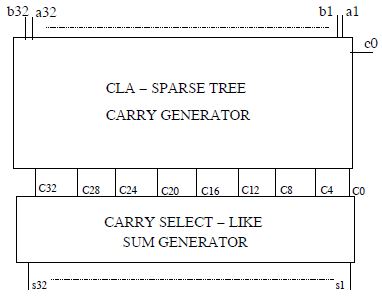 b32 a32 b1 a1
c0
CLA – SPARSE TREE
CARRY GENERATOR
C32 C28 C24 C20 C16 C12 C8 C4 C0
CARRY SELECT – LIKE
SUM GENERATOR
s32 s1